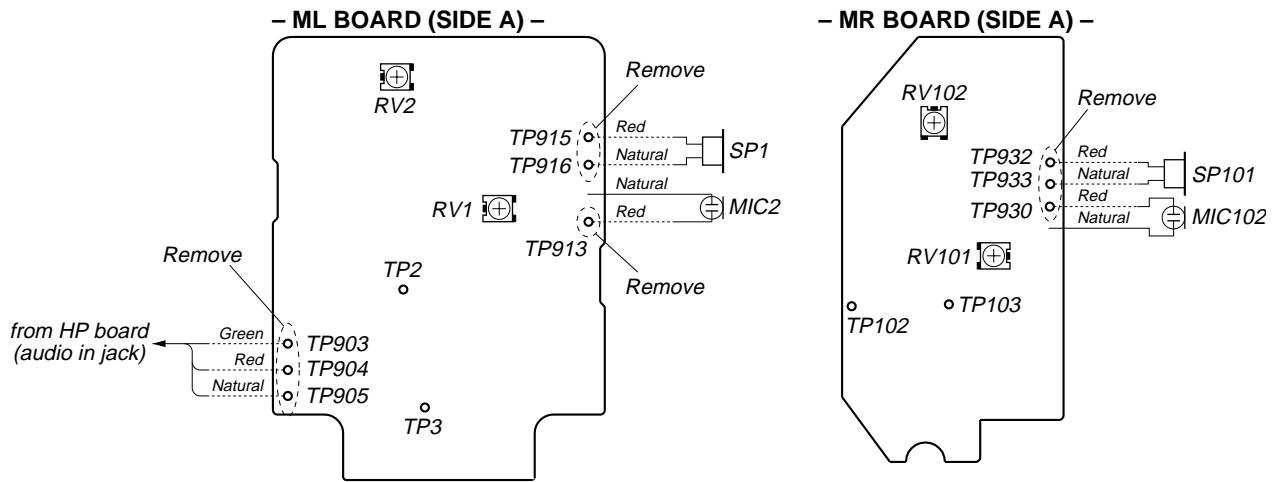 – ML BOARD (SIDE A) –
RV2
Remove
TP915
Red
TP916
Natural
SP1
Natural
RV1
Red
MIC2
TP913
Remove
Remove
TP2
from HP board
(audio in jack)
Green
TP903
Red
TP904
Natural
TP905
TP3
– MR BOARD (SIDE A) –
RV102
Remove
TP932
Red
TP933
Natural
SP101
TP930
Red
Natural
MIC102
RV101
TP102
TP103